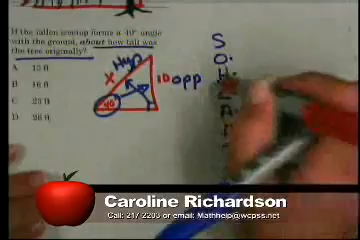 If the fallen treetop forms a 40° angle
with the ground, about how tall was
the tree originally?
A 13 ft
B 16 ft
C 23 ft
D 26 ft
Hyp
X
10 opp
40
S
O
H
C
A
Caroline Richardson
Call: 217-2203 or email: Mathhelp@wcpss.net